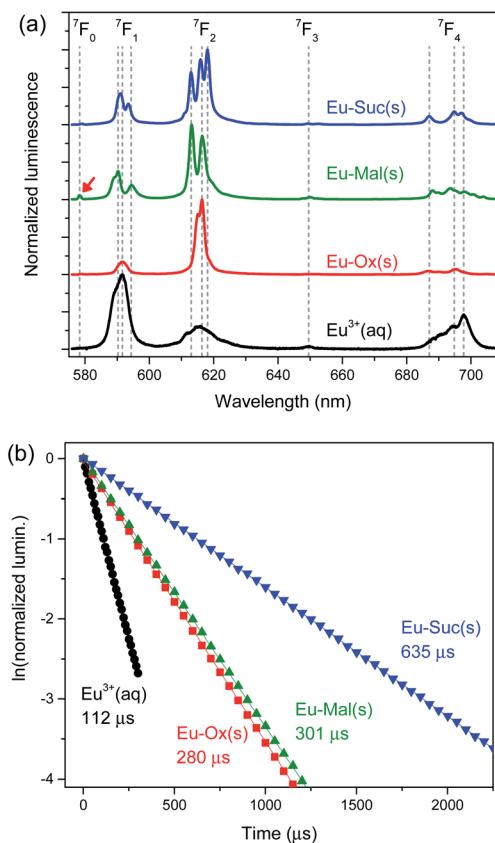 (a)
⁷F₀ ⁷F₁ ⁷F₂ ⁷F₃ ⁷F₄
Normalized luminescence
Eu-Suc(s)
Eu-Mal(s)
Eu-Ox(s)
Eu³⁺(aq)
580 600 620 640 660 680 700
Wavelength (nm)
(b)
ln(normalized lumin.)
0
-1
-2
-3
-4
Eu-Suc(s)
635 μs
Eu³⁺(aq)
112 μs
Eu-Mal(s)
301 μs
Eu-Ox(s)
280 μs
0 500 1000 1500 2000
Time (μs)